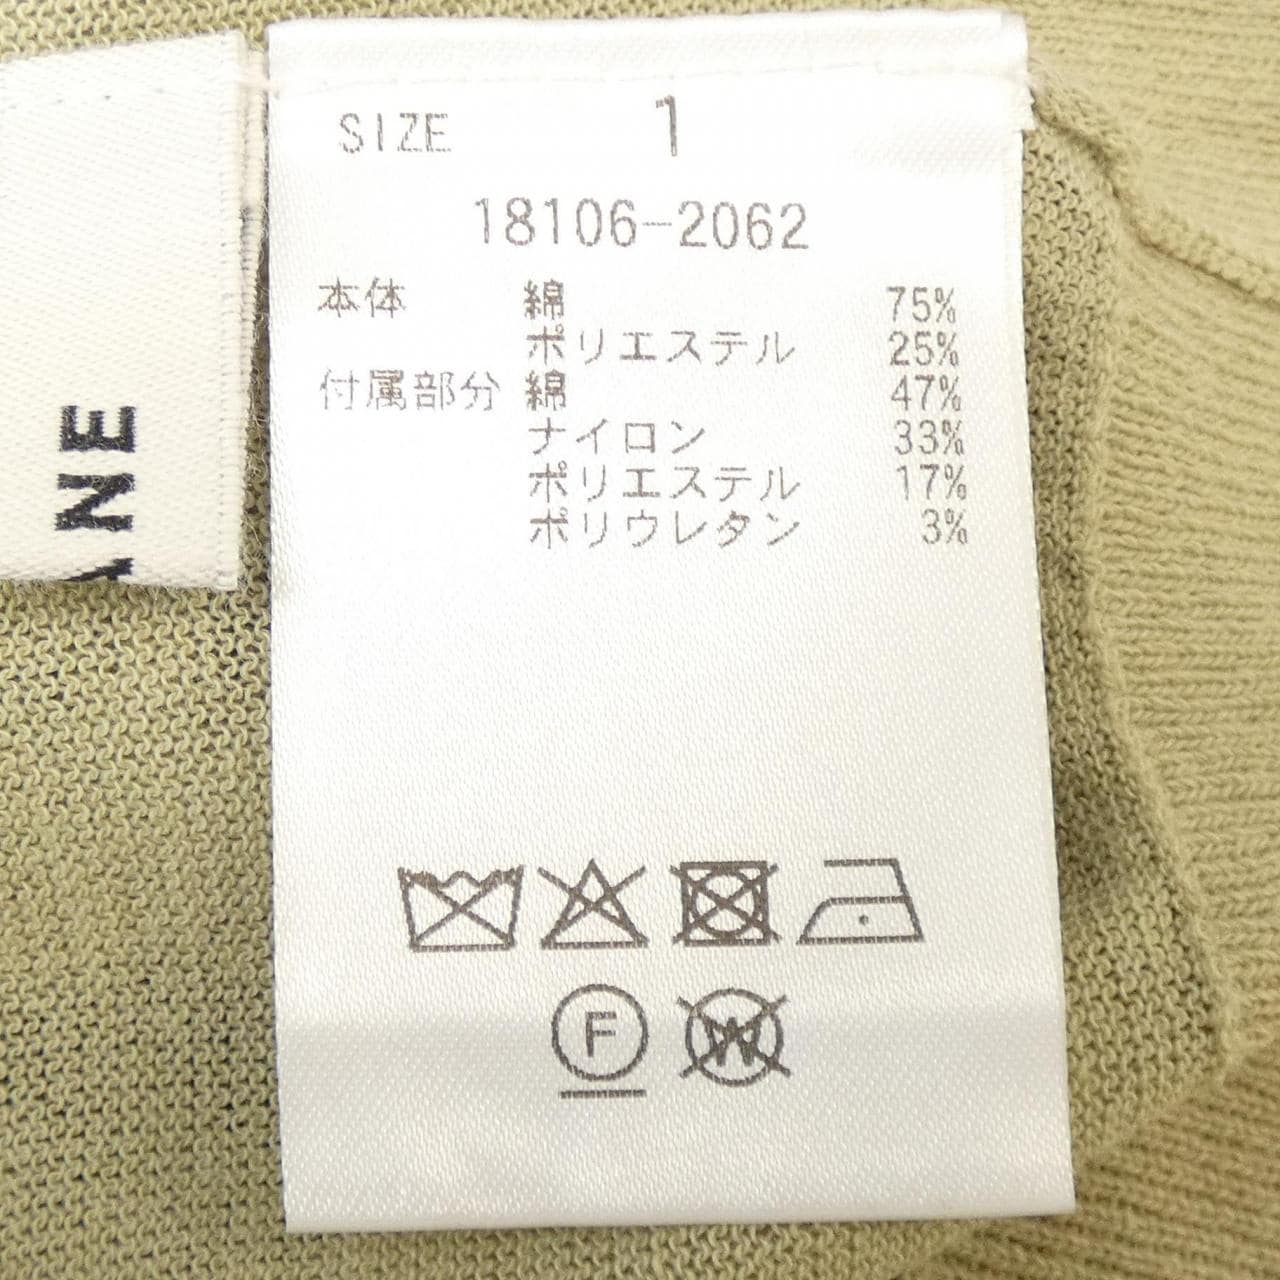 SIZE 1
18106-2062
本体 綿 75%
ポリエステル 25%
付属部分 綿 47%
ナイロン 33%
ポリエステル 17%
ポリウレタン 3%
F
W
ANE